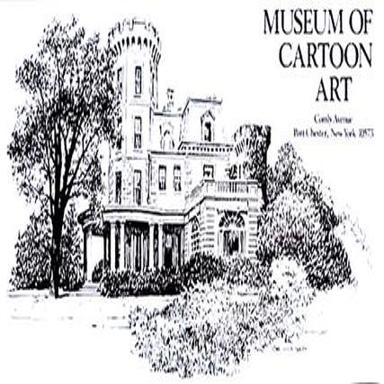 MUSEUM OF
CARTOON
ART
Comly Avenue
Port Chester, New York 10573